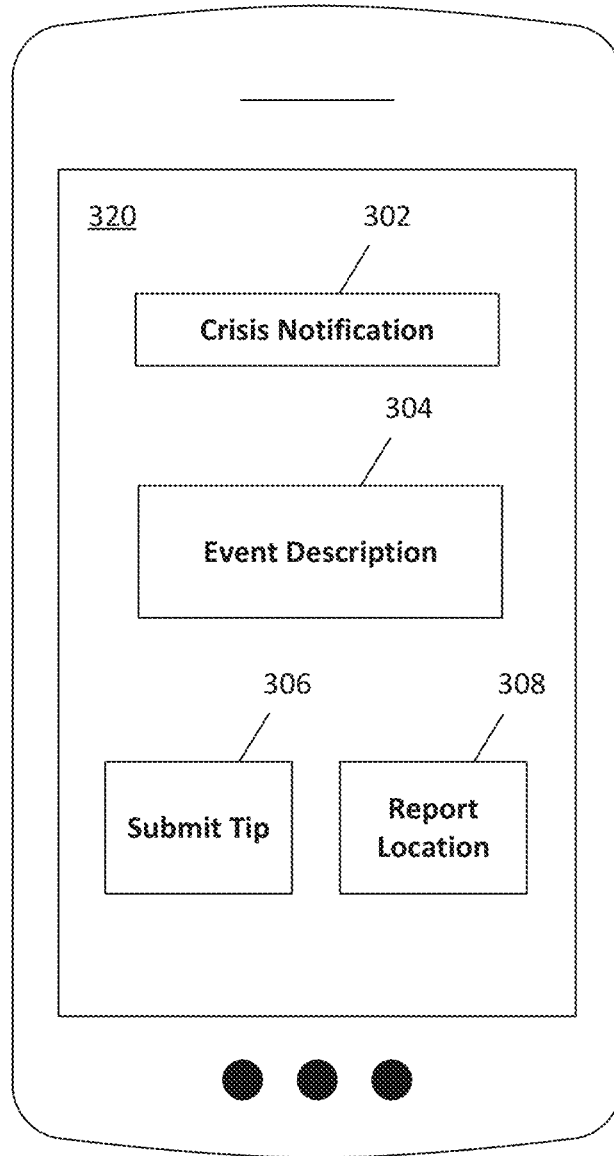 320
302
Crisis Notification
304
Event Description
306
308
Submit Tip
Report
Location